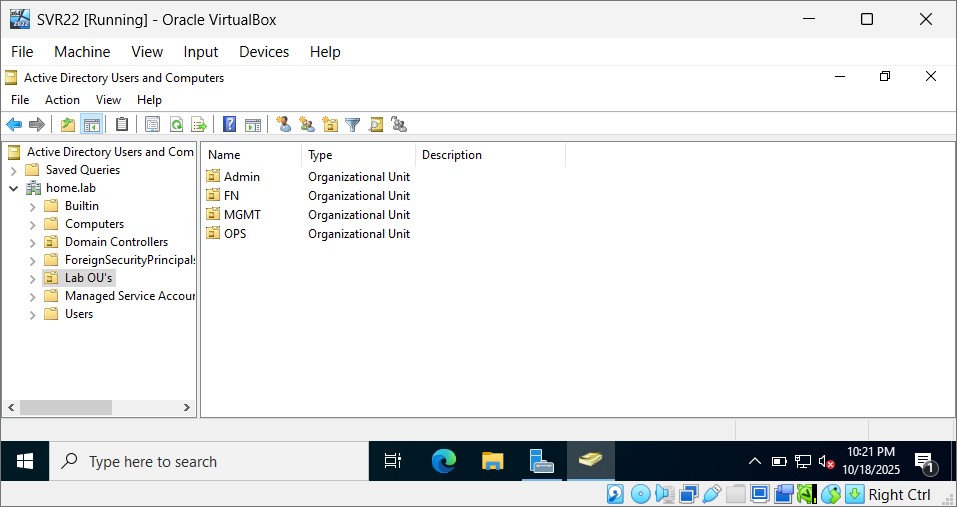 SVR22 [Running] - Oracle VirtualBox
File Machine View Input Devices Help
Active Directory Users and Computers
File Action View Help
Active Directory Users and Com
Saved Queries
home.lab
Builtin
Computers
Domain Controllers
ForeignSecurityPrincipals
Lab OU's
Managed Service Accour
Users
Name Type Description
Admin Organizational Unit
FN Organizational Unit
MGMT Organizational Unit
OPS Organizational Unit
Type here to search
10:21 PM
10/18/2025
1
Right Ctrl